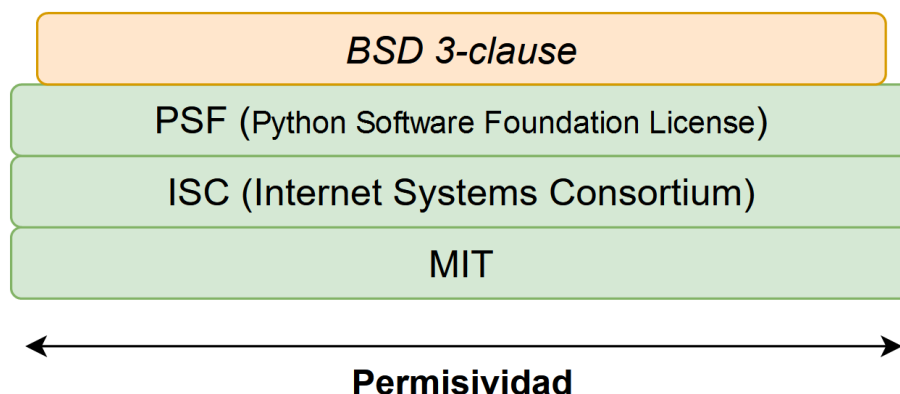 BSD 3-clause
PSF (Python Software Foundation License)
ISC (Internet Systems Consortium)
MIT
Permisividad